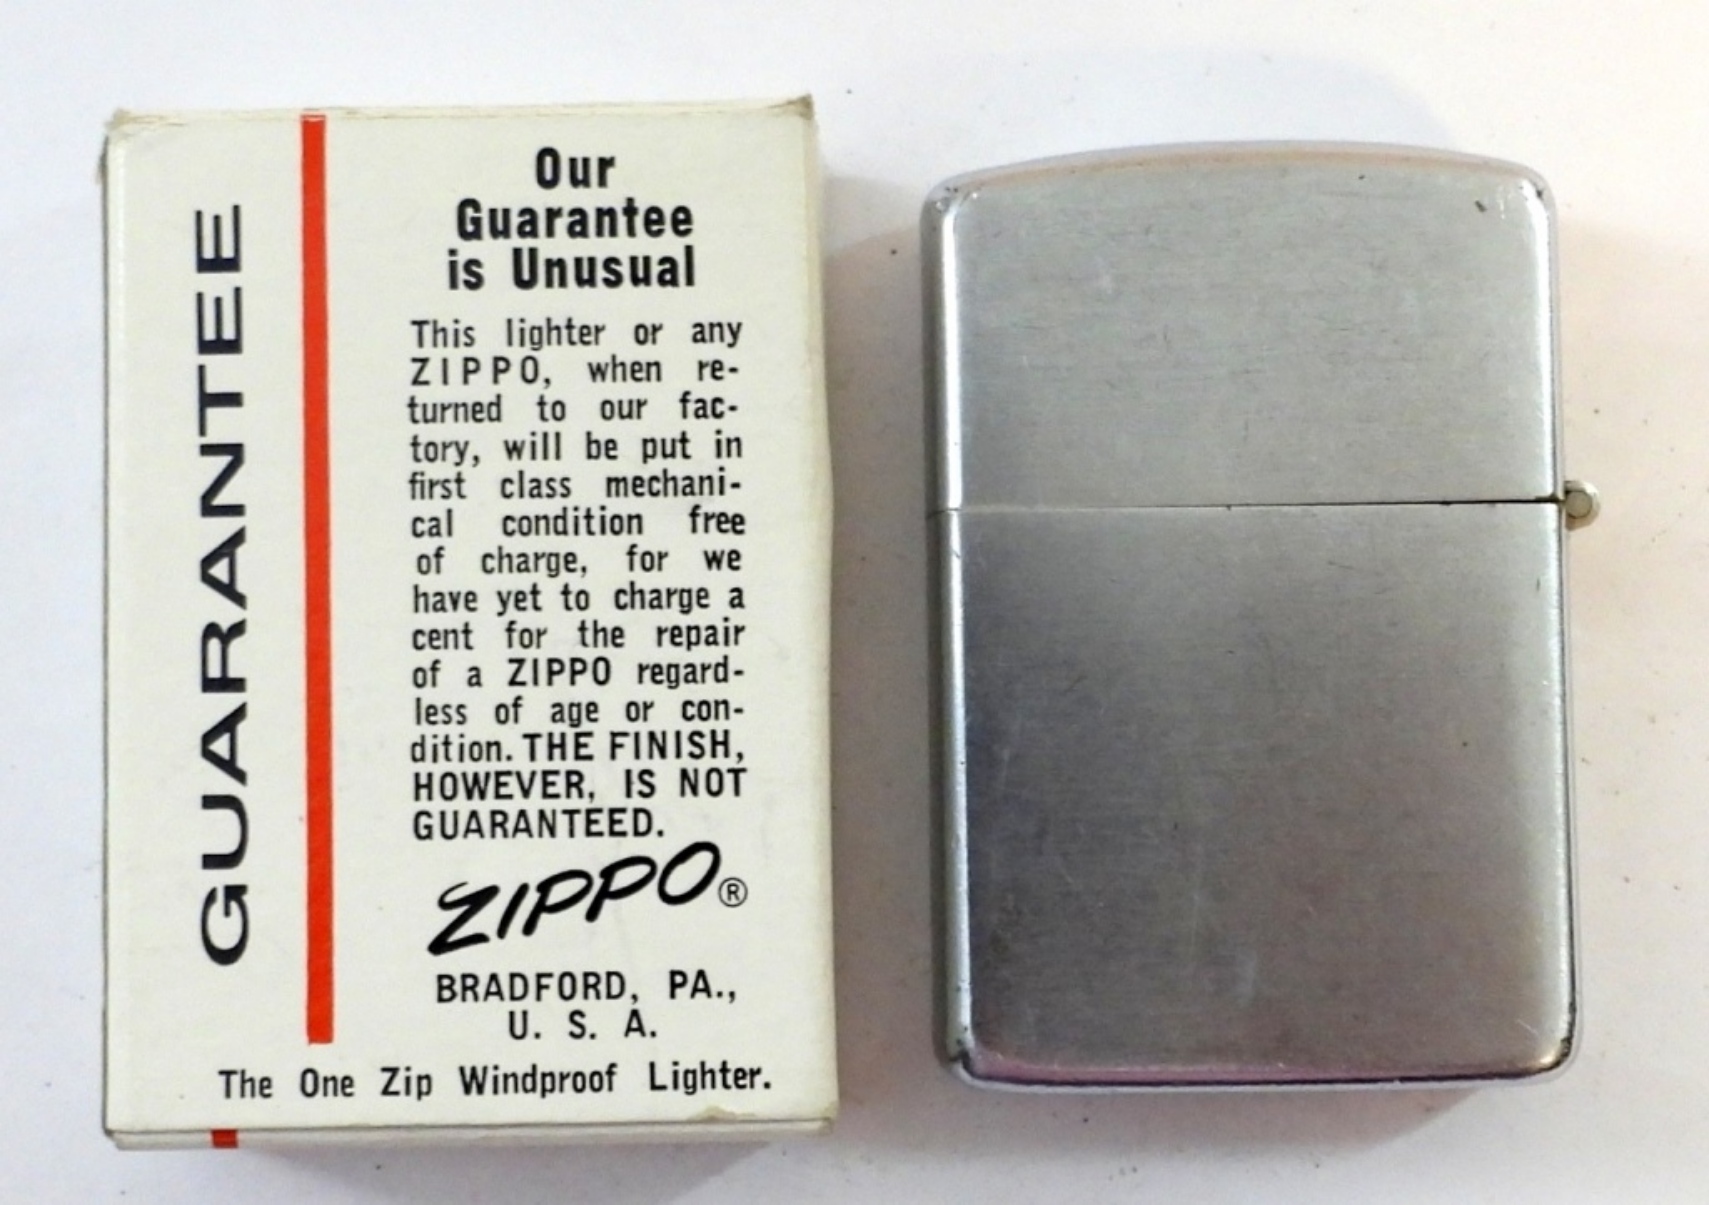 GUARANTEE
Our
Guarantee
is Unusual
This lighter or any
ZIPPO, when re-
turned to our fac-
tory, will be put in
first class mechani-
cal condition free
of charge, for we
have yet to charge a
cent for the repair
of a ZIPPO regard-
less of age or con-
dition. THE FINISH,
HOWEVER, IS NOT
GUARANTEED.
ZIPPO®
BRADFORD, PA.,
U. S. A.
The One Zip Windproof Lighter.